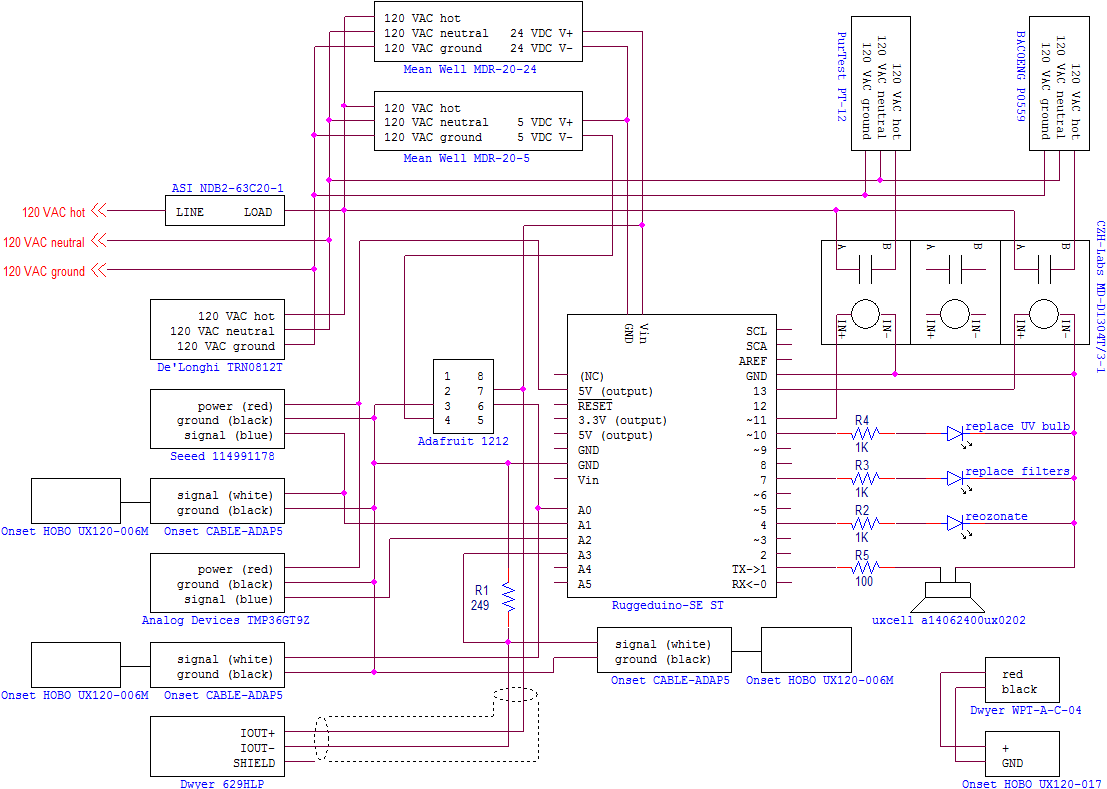 120 VAC hot
120 VAC neutral 24 VDC V+
120 VAC ground 24 VDC V-
Mean Well MDR-20-24
120 VAC hot
120 VAC neutral 5 VDC V+
120 VAC ground 5 VDC V-
Mean Well MDR-20-5
120 VAC hot
120 VAC neutral
120 VAC ground
PurTest PT-12
120 VAC hot
120 VAC neutral
120 VAC ground
BACOENG P0559
ASI NDB2-63C20-1
LINE LOAD
120 VAC hot
120 VAC neutral
120 VAC ground
A B
IN+ IN-
A B
IN+ IN-
A B
IN+ IN-
CZH-Labs MD-D1304T/3-1
120 VAC hot
120 VAC neutral
120 VAC ground
De'Longhi TRN0812T
power (red)
ground (black)
signal (blue)
Seeed 114991178
signal (white)
ground (black)
Onset HOBO UX120-006M Onset CABLE-ADAP5
power (red)
ground (black)
signal (blue)
Analog Devices TMP36GT9Z
signal (white)
ground (black)
Onset HOBO UX120-006M Onset CABLE-ADAP5
IOUT+
IOUT-
SHIELD
Dwyer 629HLP
1 8
2 7
3 6
4 5
Adafruit 1212
R1
249
GND Vin
(NC)
5V (output)
RESET
3.3V (output)
5V (output)
GND
GND
Vin
A0
A1
A2
A3
A4
A5
SCL
SCA
AREF
GND
13
12
~11
~10
~9
8
7
~6
~5
4
~3
2
TX->1
RX<-0
Ruggeduino-SE ST
R4
1K
replace UV bulb
R3
1K
replace filters
R2
1K
reozonate
R5
100
uxcell a14062400ux0202
signal (white)
ground (black)
Onset CABLE-ADAP5 Onset HOBO UX120-006M
red
black
Dwyer WPT-A-C-04
+
GND
Onset HOBO UX120-017